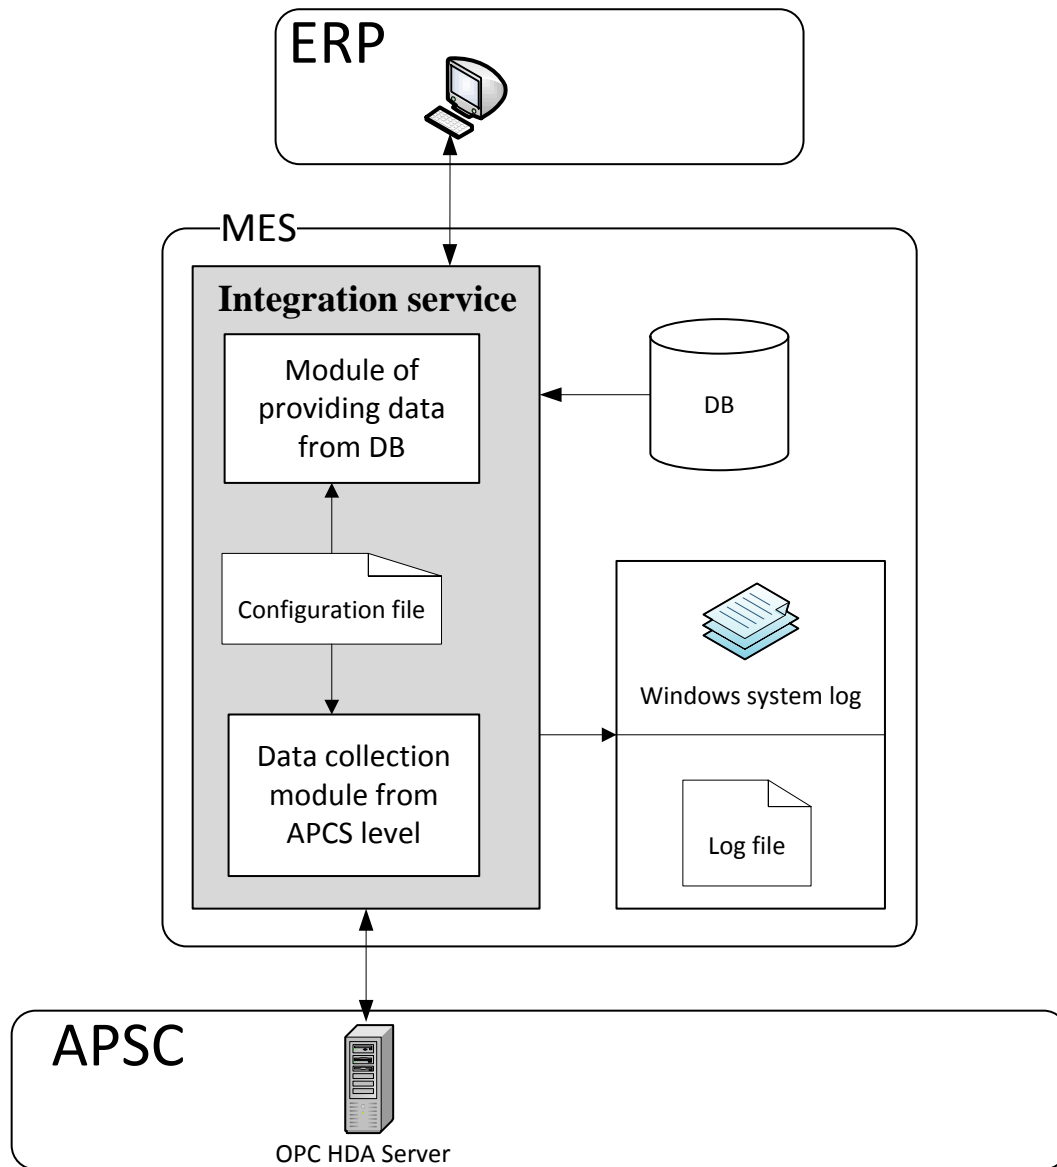 ERP
MES
Integration service
Module of
providing data
from DB
DB
Configuration file
Windows system log
Data collection
module from
APCS level
Log file
APSC
OPC HDA Server